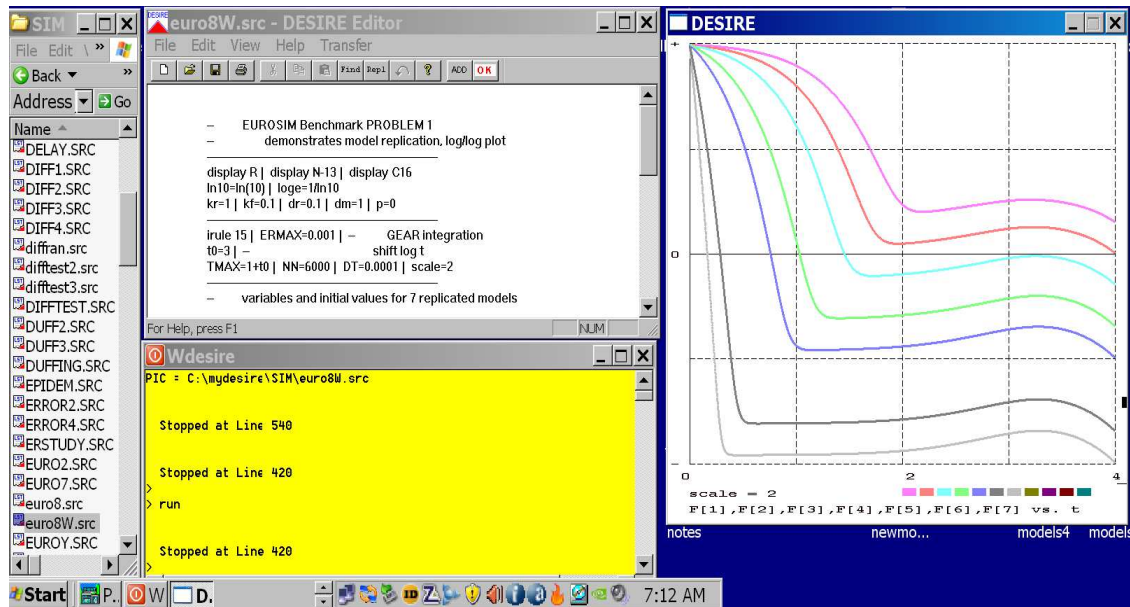 SIM
File Edit \ »
Back »
Address Go
Name
DELAY.SRC
DIFF1.SRC
DIFF2.SRC
DIFF3.SRC
DIFF4.SRC
diffran.src
difftest2.src
difftest3.src
DIFFTEST.SRC
DUFF2.SRC
DUFF3.SRC
DUFFING.SRC
EPIDEM.SRC
ERROR2.SRC
ERROR4.SRC
ERSTUDY.SRC
EURO2.SRC
EURO7.SRC
euro8.src
euro8W.src
EUROY.SRC
euro8W.src - DESIRE Editor
File Edit View Help Transfer
Find Repl ? ADD OK
– EUROSIM Benchmark PROBLEM 1
– demonstrates model replication, log/log plot
display R | display N-13 | display C16
ln10=ln(10) | loge=1/ln10
kr=1 | kf=0.1 | dr=0.1 | dm=1 | p=0
irule 15 | ERMAX=0.001 | – GEAR integration
t0=3 | – shift log t
TMAX=1+t0 | NN=6000 | DT=0.0001 | scale=2
– variables and initial values for 7 replicated models
For Help, press F1 NUM
Wdesire
PIC = C:\mydesire\SIM\euro8W.src
Stopped at Line 540
Stopped at Line 420
>
> run
Stopped at Line 420
>
DESIRE
+
0
-
0 2 4
scale = 2
F[1],F[2],F[3],F[4],F[5],F[6],F[7] vs. t
notes newmo... models4 models
Start P.. W D. 7:12 AM